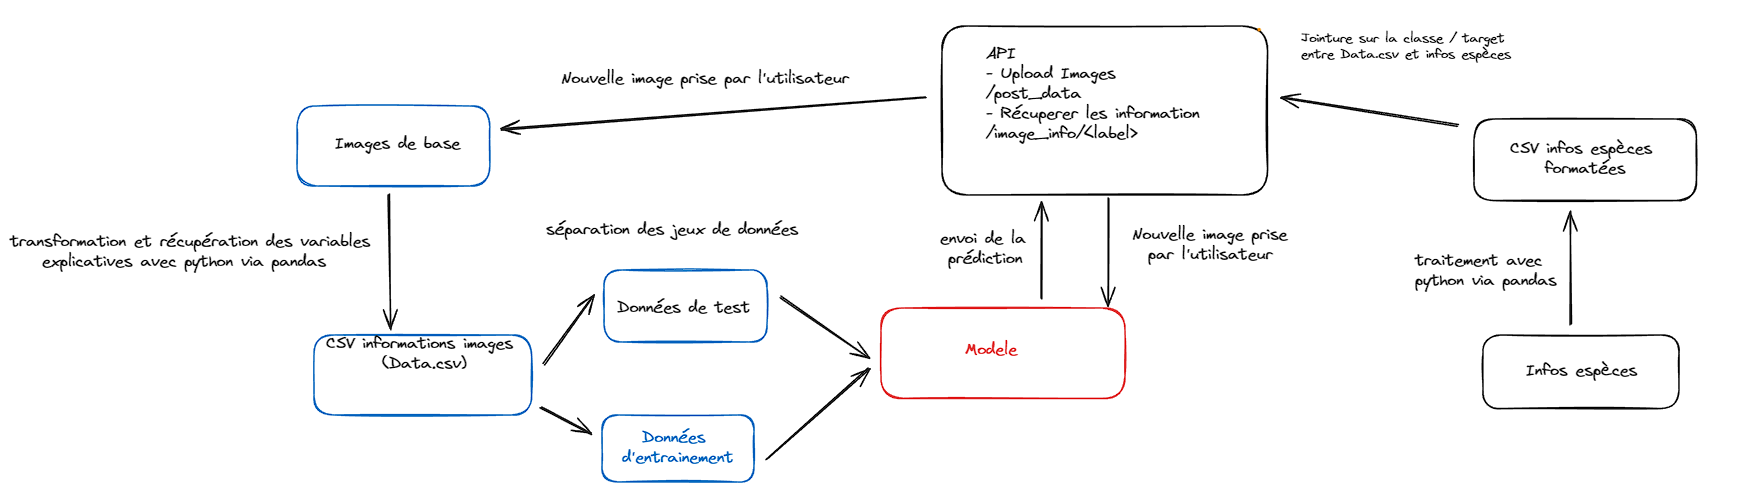 API
- Upload Images
/post_data
- Récuperer les information
/image_info/<label>
Jointure sur la classe / target
entre Data.csv et infos espèces
Nouvelle image prise par l'utilisateur
Images de base
CSV infos espèces
formatées
transformation et récupération des variables
explicatives avec python via pandas
séparation des jeux de données
envoi de la
prédiction
Nouvelle image prise
par l'utilisateur
traitement avec
python via pandas
Données de test
CSV informations images
(Data.csv)
Modele
Infos espèces
Données
d'entrainement